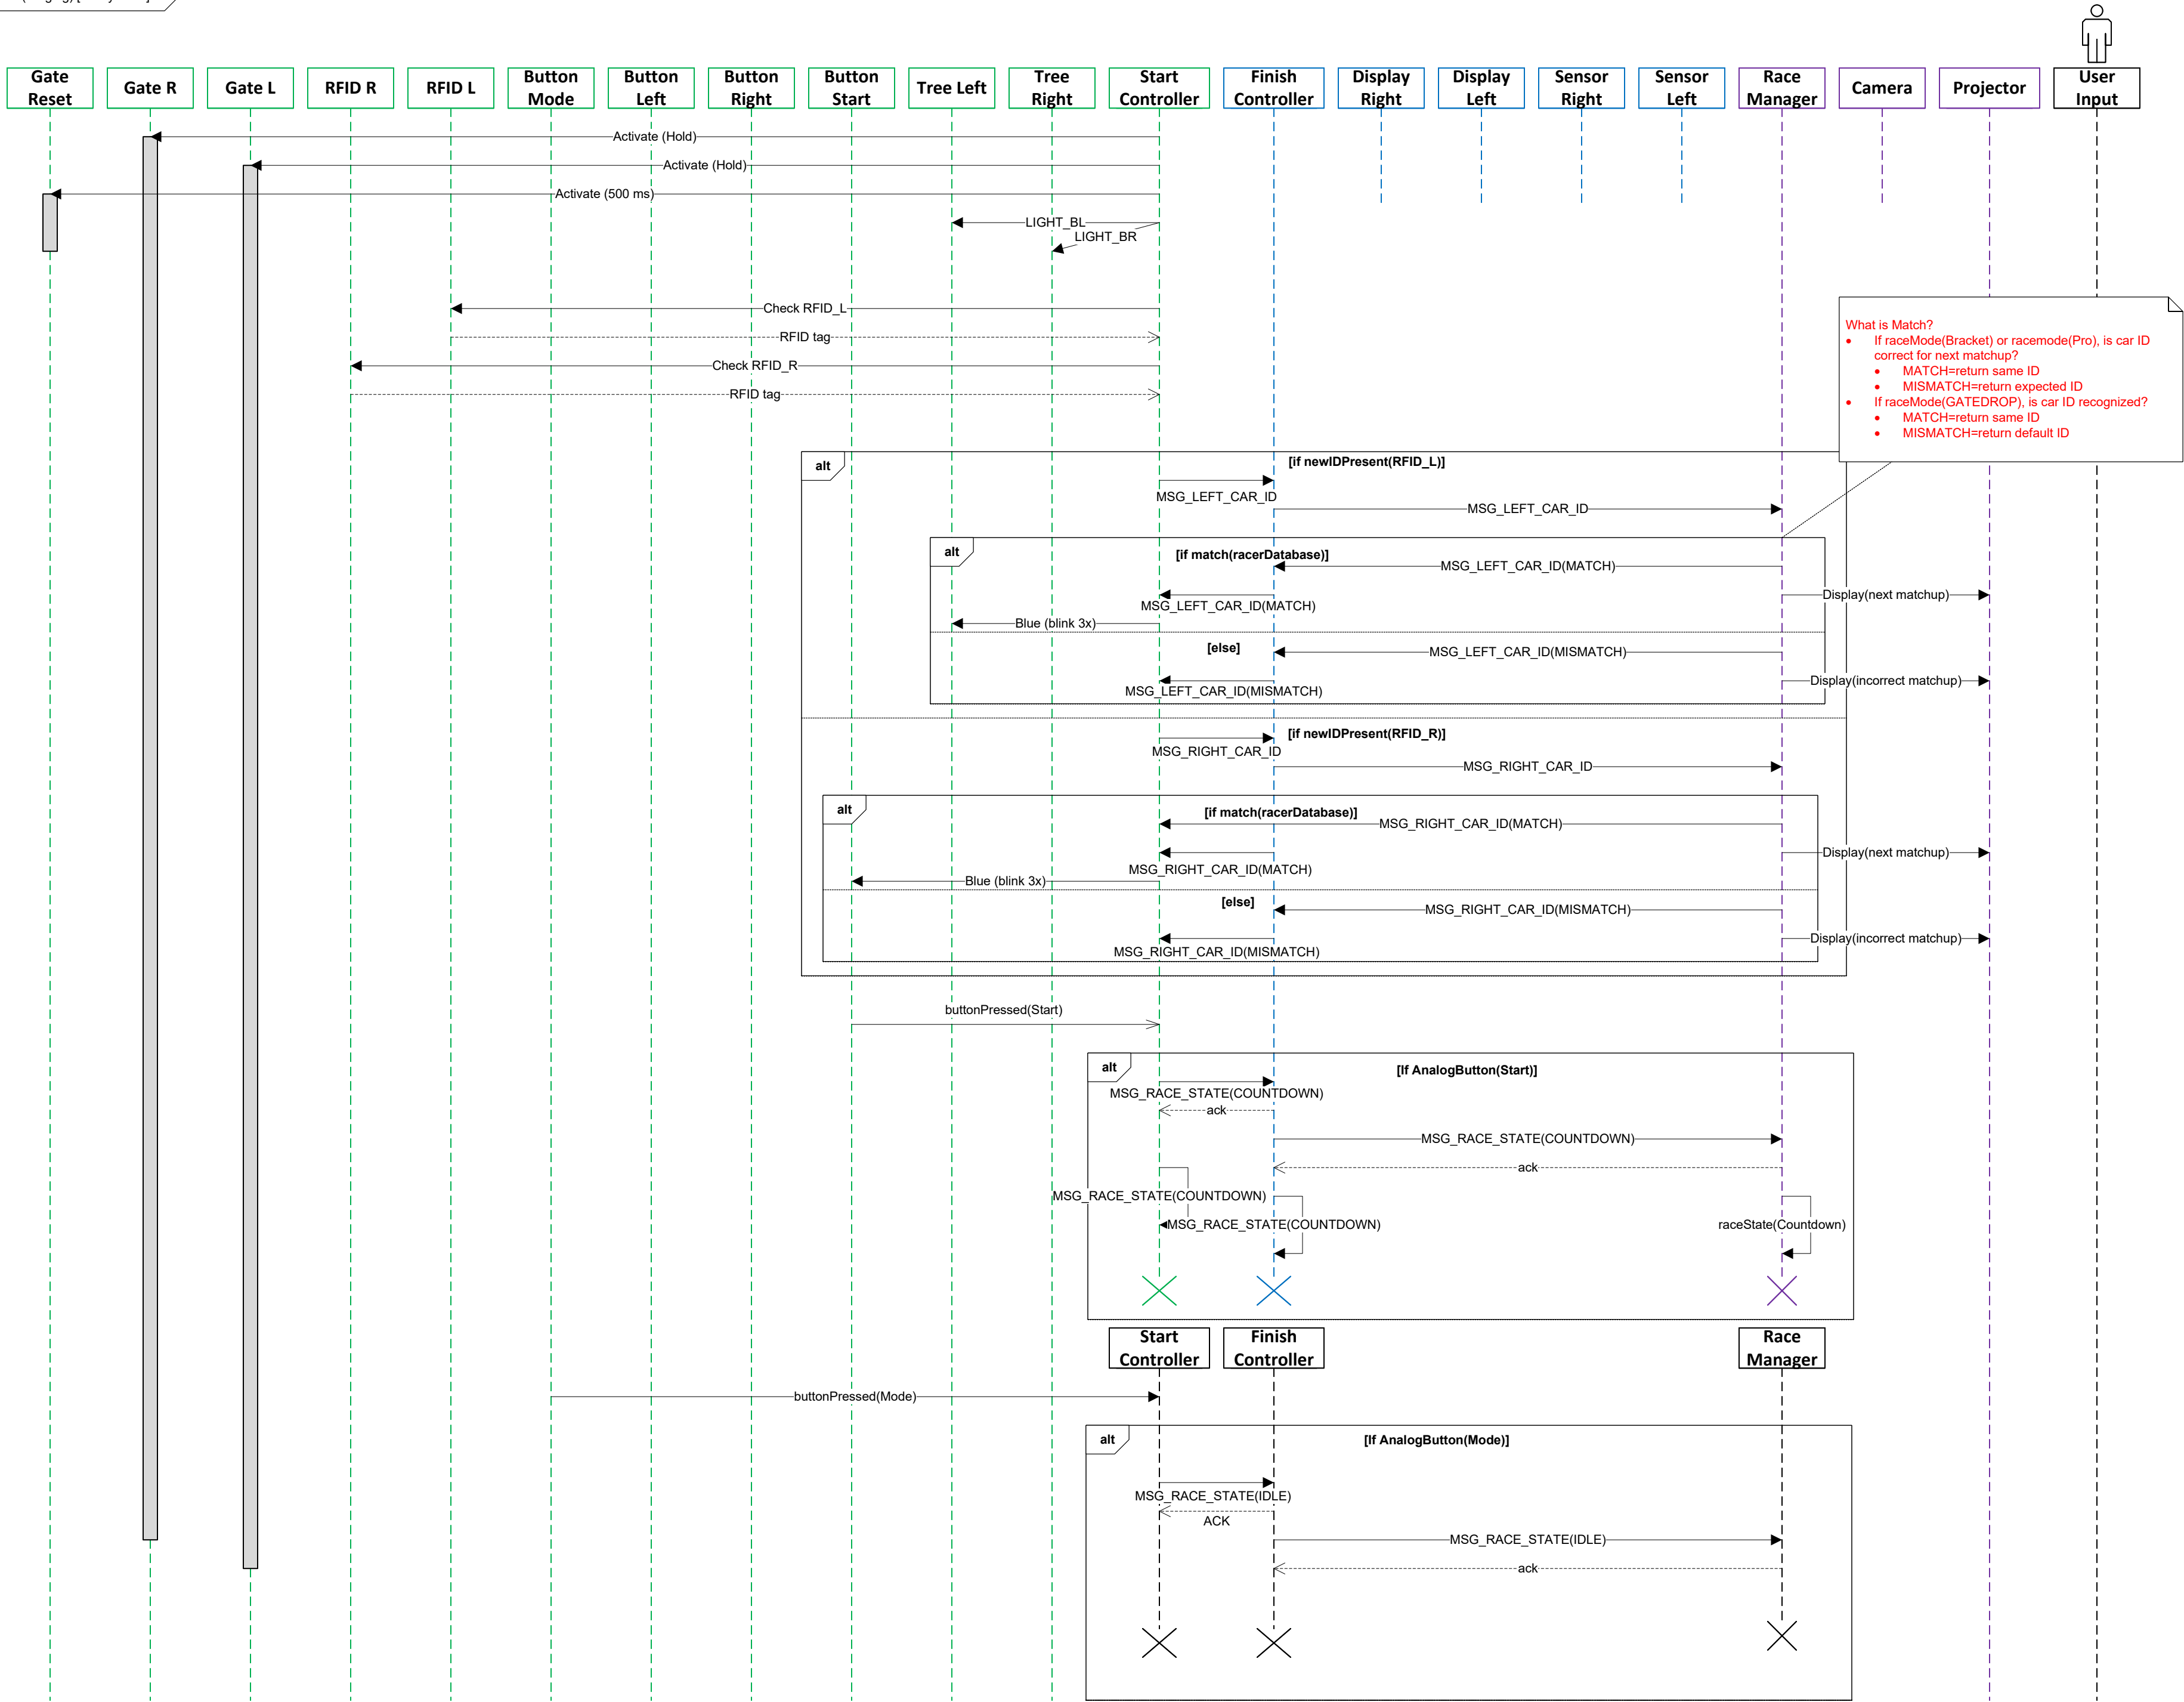 Gate
Reset
Gate R
Gate L
RFID R
RFID L
Button
Mode
Button
Left
Button
Right
Button
Start
Tree Left
Tree
Right
Start
Controller
Finish
Controller
Display
Right
Display
Left
Sensor
Right
Sensor
Left
Race
Manager
Camera
Projector
User
Input
Activate (Hold)
Activate (Hold)
Activate (500 ms)
LIGHT_BL
LIGHT_BR
Check RFID_L
RFID tag
Check RFID_R
RFID tag
What is Match?
• If raceMode(Bracket) or racemode(Pro), is car ID
correct for next matchup?
• MATCH=return same ID
• MISMATCH=return expected ID
• If raceMode(GATEDROP), is car ID recognized?
• MATCH=return same ID
• MISMATCH=return default ID
alt
[if newIDPresent(RFID_L)]
MSG_LEFT_CAR_ID
MSG_LEFT_CAR_ID
alt
[if match(racerDatabase)]
MSG_LEFT_CAR_ID(MATCH)
Display(next matchup)
MSG_LEFT_CAR_ID(MATCH)
Blue (blink 3x)
[else]
MSG_LEFT_CAR_ID(MISMATCH)
Display(incorrect matchup)
MSG_LEFT_CAR_ID(MISMATCH)
[if newIDPresent(RFID_R)]
MSG_RIGHT_CAR_ID
MSG_RIGHT_CAR_ID
alt
[if match(racerDatabase)]
MSG_RIGHT_CAR_ID(MATCH)
Display(next matchup)
MSG_RIGHT_CAR_ID(MATCH)
Blue (blink 3x)
[else]
MSG_RIGHT_CAR_ID(MISMATCH)
Display(incorrect matchup)
MSG_RIGHT_CAR_ID(MISMATCH)
buttonPressed(Start)
alt
[If AnalogButton(Start)]
MSG_RACE_STATE(COUNTDOWN)
ack
MSG_RACE_STATE(COUNTDOWN)
ack
MSG_RACE_STATE(COUNTDOWN)
MSG_RACE_STATE(COUNTDOWN)
raceState(Countdown)
Start
Controller
Finish
Controller
Race
Manager
buttonPressed(Mode)
alt
[If AnalogButton(Mode)]
MSG_RACE_STATE(IDLE)
ACK
MSG_RACE_STATE(IDLE)
ack